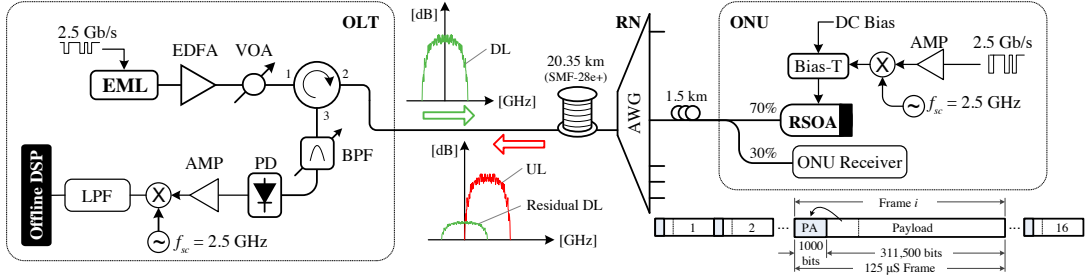 OLT
2.5 Gb/s
EML
EDFA
VOA
1
2
3
BPF
PD
AMP
LPF
Offline DSP
f_sc = 2.5 GHz
[dB]
DL
[GHz]
[dB]
UL
Residual DL
[GHz]
20.35 km
(SMF-28e+)
RN
AWG
1.5 km
70%
30%
ONU
DC Bias
Bias-T
AMP
2.5 Gb/s
f_sc = 2.5 GHz
RSOA
ONU Receiver
Frame i
1
2
PA
Payload
16
1000
bits
311,500 bits
125 μS Frame